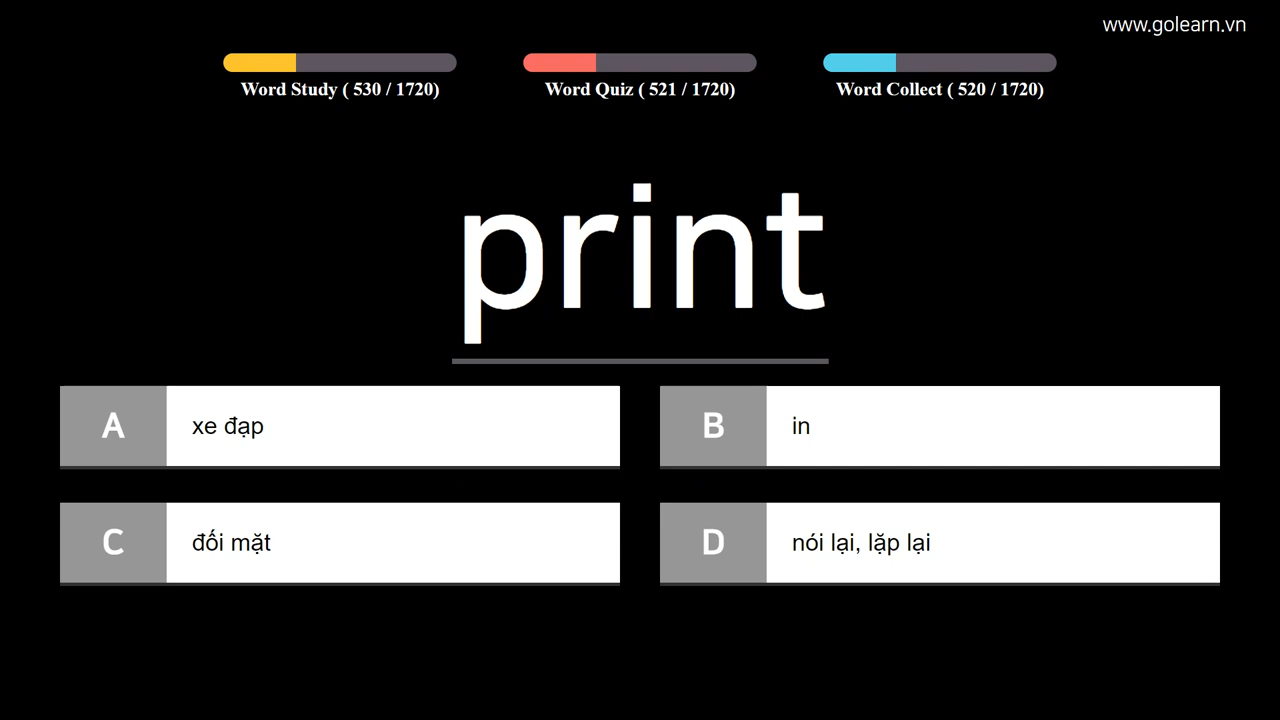 www.golearn.vn
Word Study ( 530 / 1720)
Word Quiz ( 521 / 1720)
Word Collect ( 520 / 1720)
print
A xe đạp
B in
C đối mặt
D nói lại, lặp lại